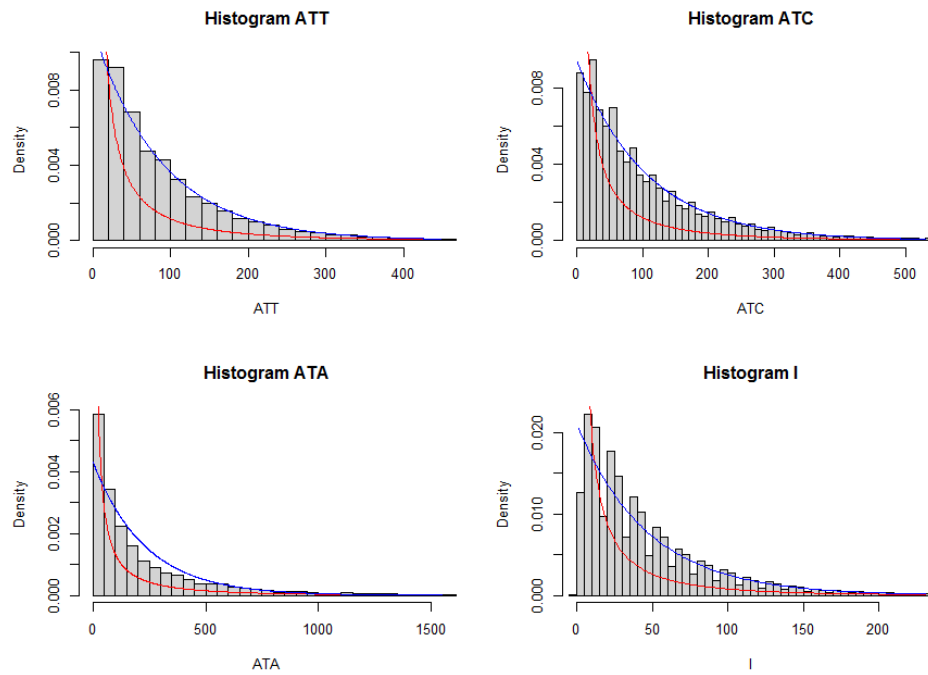 Histogram ATT
Density
0.000 0.004 0.008
0 100 200 300 400
ATT
Histogram ATC
Density
0.000 0.004 0.008
0 100 200 300 400 500
ATC
Histogram ATA
Density
0.000 0.002 0.004 0.006
0 500 1000 1500
ATA
Histogram I
Density
0.000 0.010 0.020
0 50 100 150 200
I